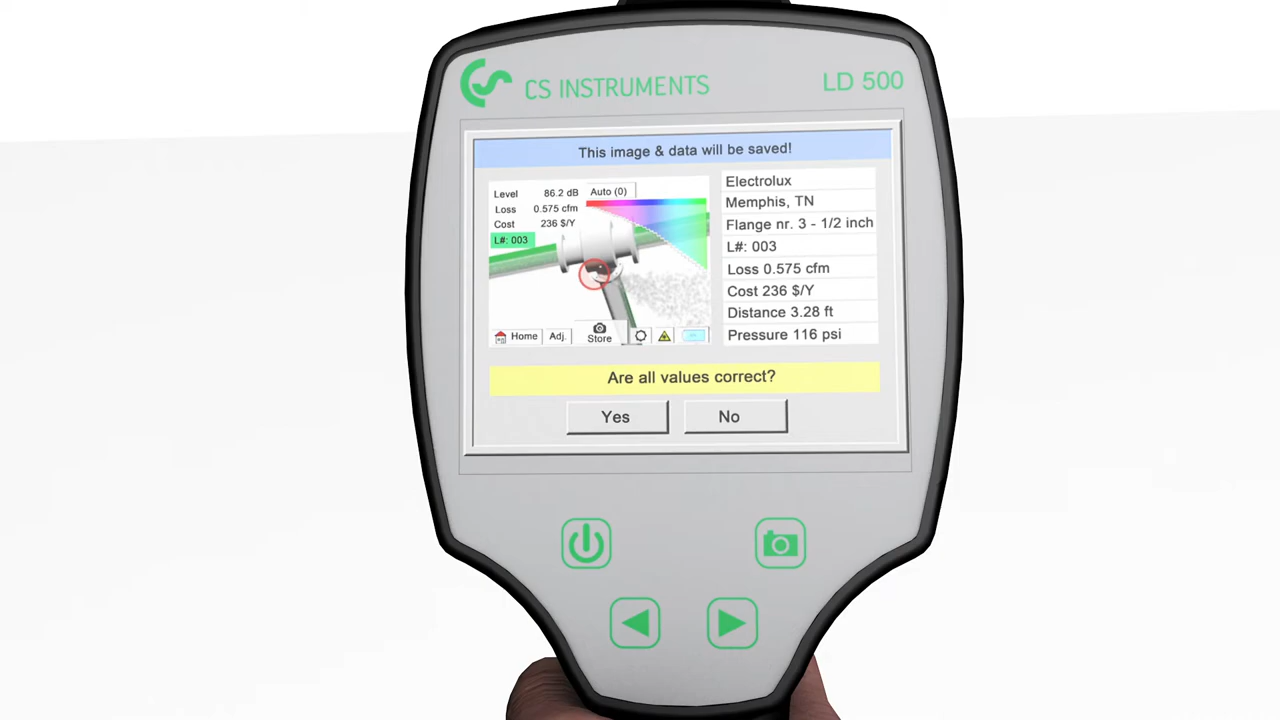 CS INSTRUMENTS
LD 500
This image & data will be saved!
Level 86.2 dB
Loss 0.575 cfm
Cost 236 $/Y
L#: 003
Auto (0)
Home
Adj.
Store
Electrolux
Memphis, TN
Flange nr. 3 - 1/2 inch
L#: 003
Loss 0.575 cfm
Cost 236 $/Y
Distance 3.28 ft
Pressure 116 psi
Are all values correct?
Yes
No